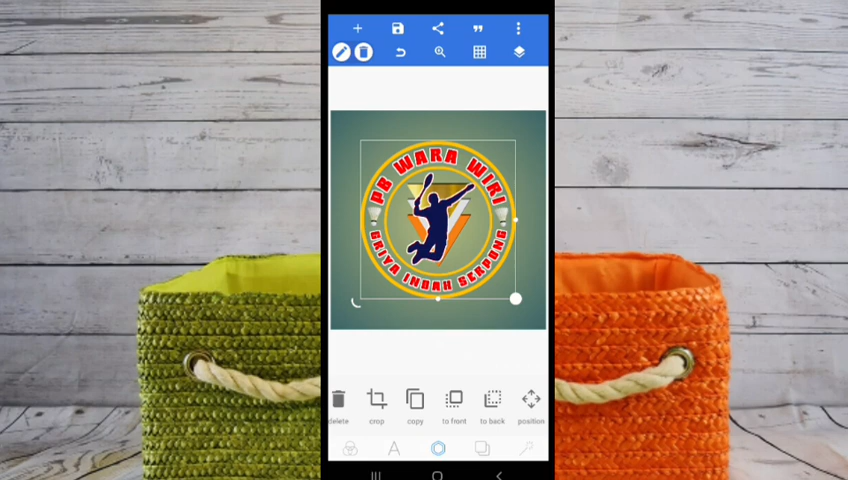 PB WARA WIRI
GRIYA INDAH SERPONG
delete
crop
copy
to front
to back
position